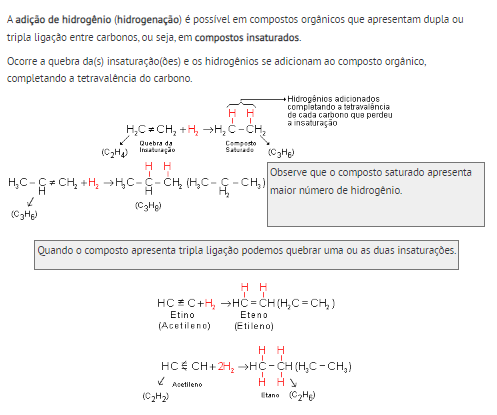 A adição de hidrogênio (hidrogenação) é possível em compostos orgânicos que apresentam dupla ou
tripla ligação entre carbonos, ou seja, em compostos insaturados.
Ocorre a quebra da(s) insaturação(ões) e os hidrogênios se adicionam ao composto orgânico,
completando a tetravalência do carbono.
Hidrogênios adicionados
completando a tetravalência
de cada carbono que perdeu
a insaturação
H H
H₂C ≠ CH₂ + H₂ → H₂C – CH₂
Quebra da Insaturação
Composto Saturado
(C₂H₄) (C₃H₆)
H H
H₃C – C ≠ CH₂ + H₂ → H₃C – C – CH₂ (H₃C – C – CH₃)
H H H₂
(C₃H₆) (C₃H₈)
Observe que o composto saturado apresenta
maior número de hidrogênio.
Quando o composto apresenta tripla ligação podemos quebrar uma ou as duas insaturações.
H H
HC ≡ C + H₂ → HC = CH (H₂C = CH₂)
Etino Eteno
(Acetileno) (Etileno)
H H
HC ≡ CH + 2H₂ → HC – CH (H₃C – CH₃)
Acetileno H H
(C₂H₂) Etano (C₂H₆)